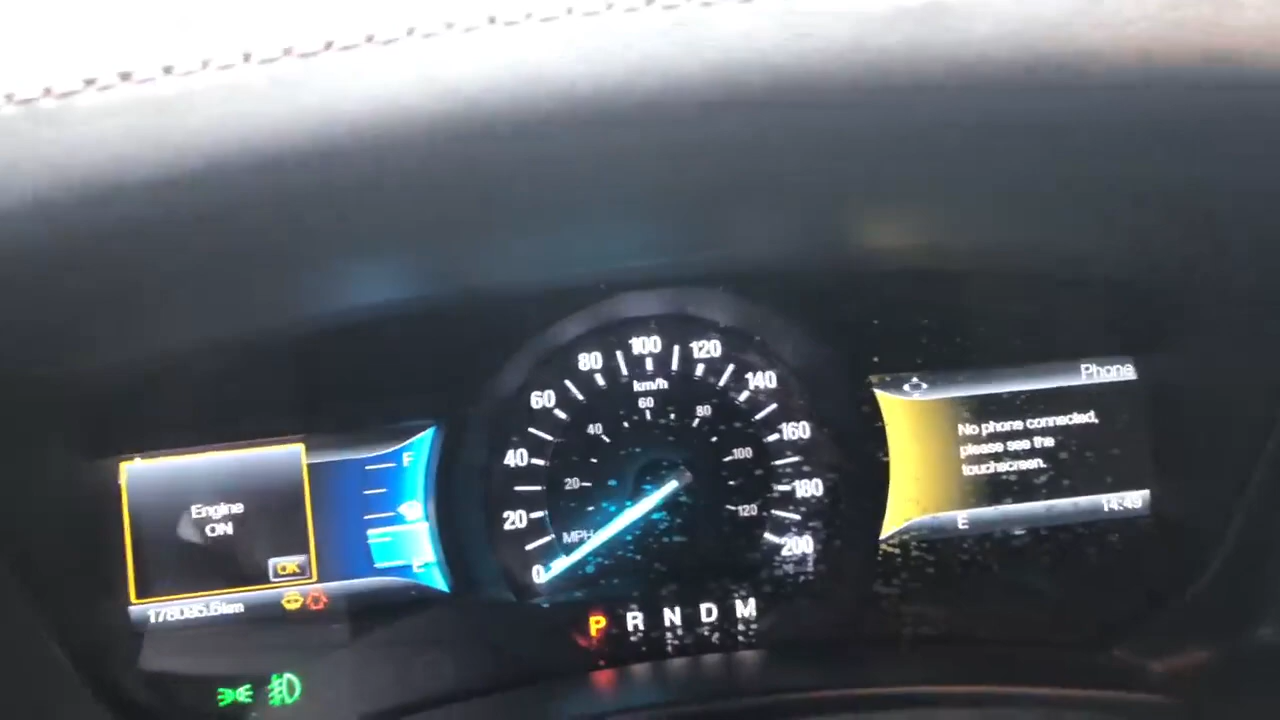 Engine
ON
OK
F
E
178095.6km
0
20
40
60
80
100
120
140
160
180
200
km/h
20
40
60
80
100
120
MPH
P R N D M
Phone
No phone connected,
please see the
touchscreen.
E
14:49